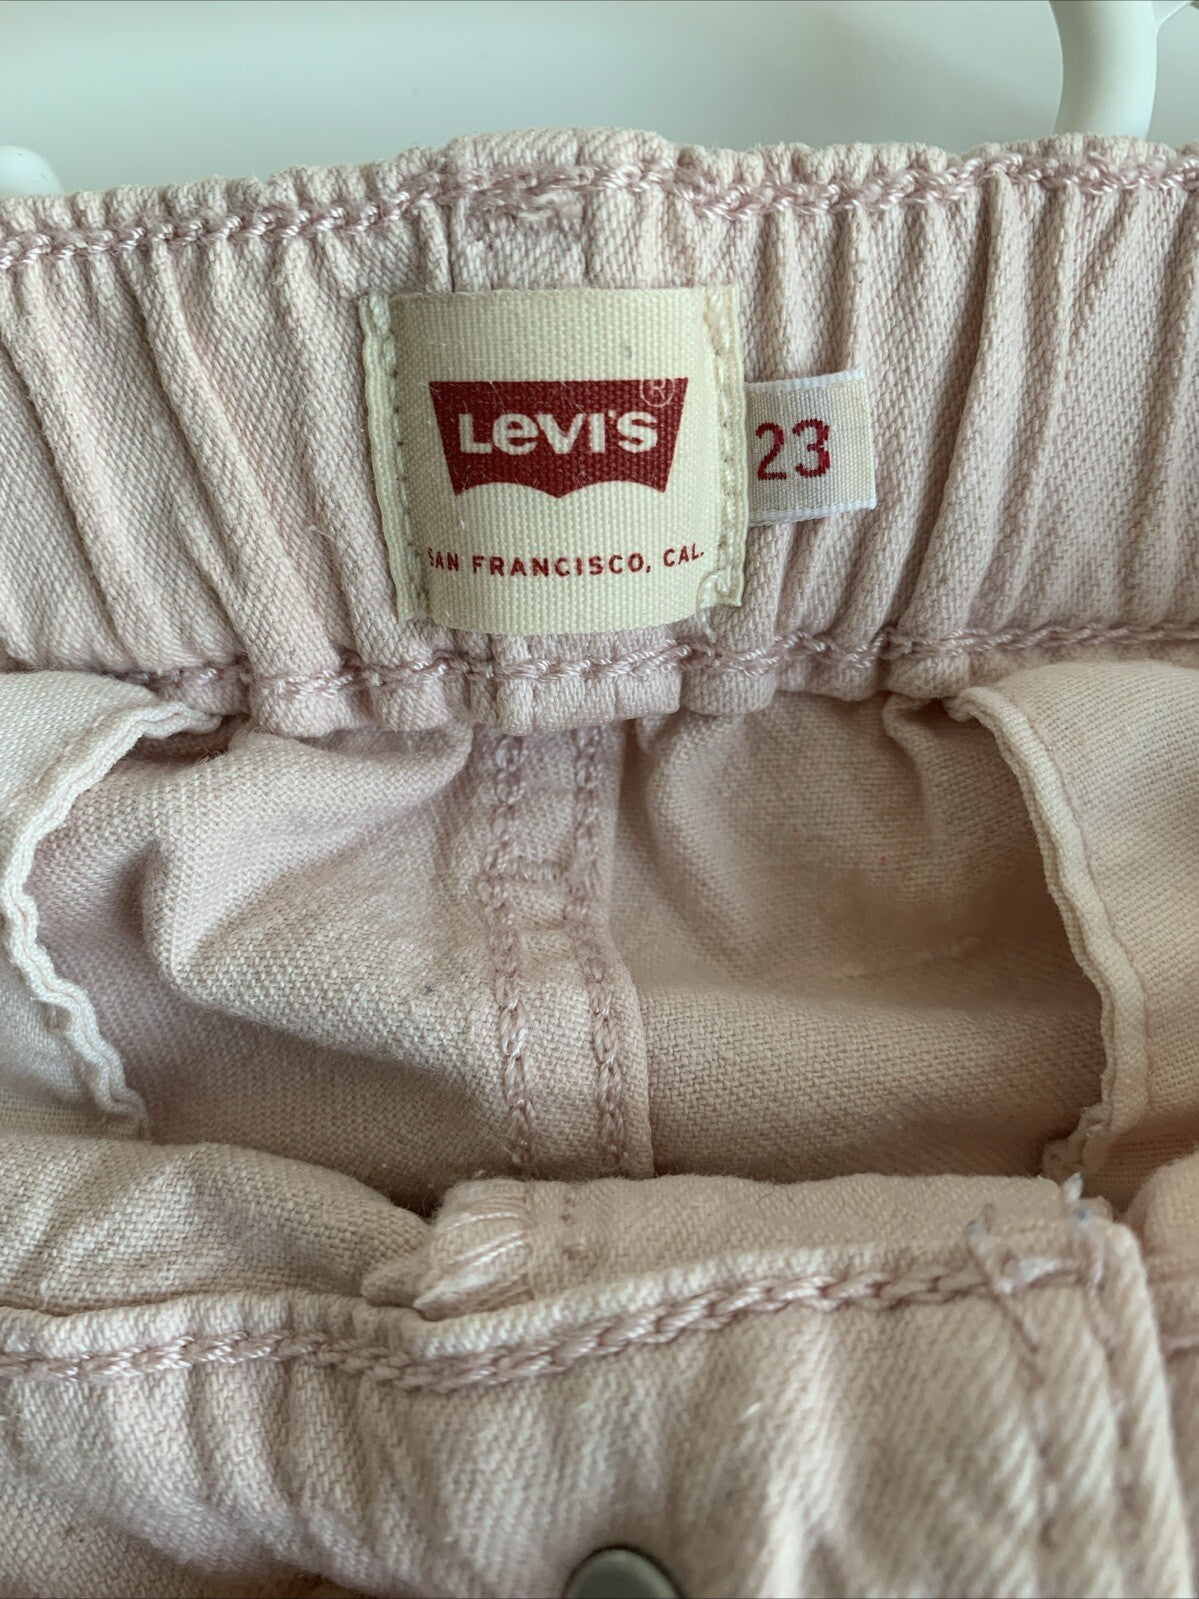 LEVI'S ®
23
SAN FRANCISCO, CAL.